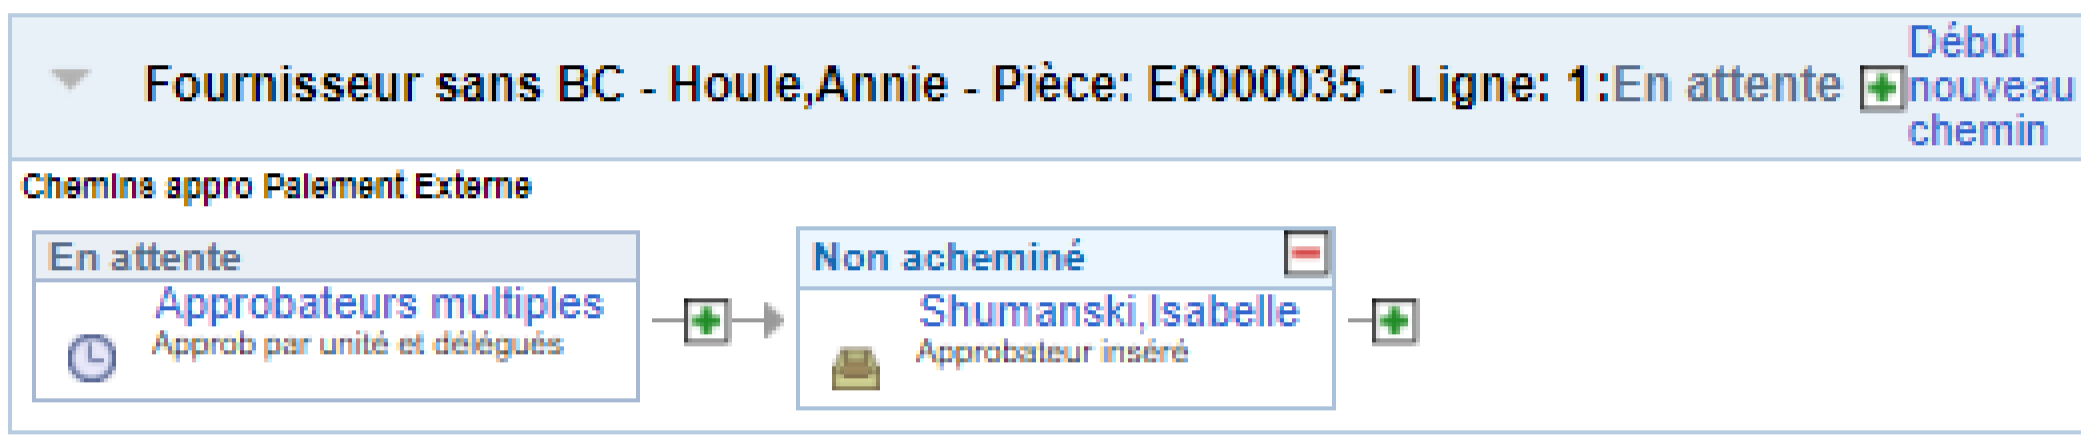 Fournisseur sans BC - Houle,Annie - Pièce: E0000035 - Ligne: 1:En attente
Début
nouveau
chemin
Chemins appro Paiement Externe
En attente
Approbateurs multiples
Approb par unité et délégués
Non acheminé
Shumanski,Isabelle
Approbateur inséré